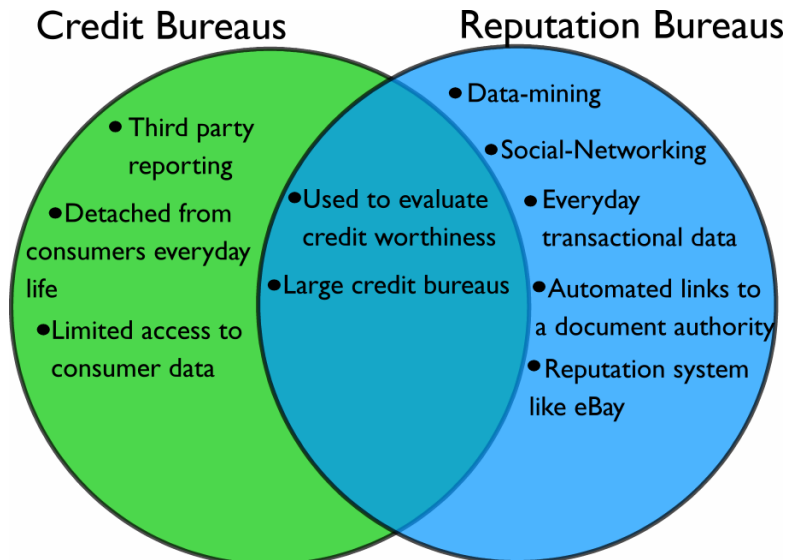 Credit Bureaus
Reputation Bureaus
• Third party
reporting
• Detached from
consumers everyday
life
• Limited access to
consumer data
• Used to evaluate
credit worthiness
• Large credit bureaus
• Data-mining
• Social-Networking
• Everyday
transactional data
• Automated links to
a document authority
• Reputation system
like eBay